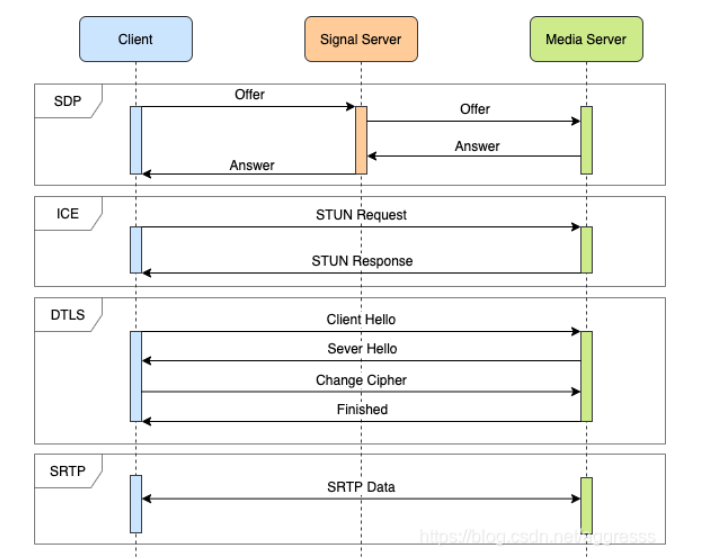 Client
Signal Server
Media Server
SDP
Offer
Offer
Answer
Answer
ICE
STUN Request
STUN Response
DTLS
Client Hello
Sever Hello
Change Cipher
Finished
SRTP
SRTP Data
https://blog.csdn.net/aggresss